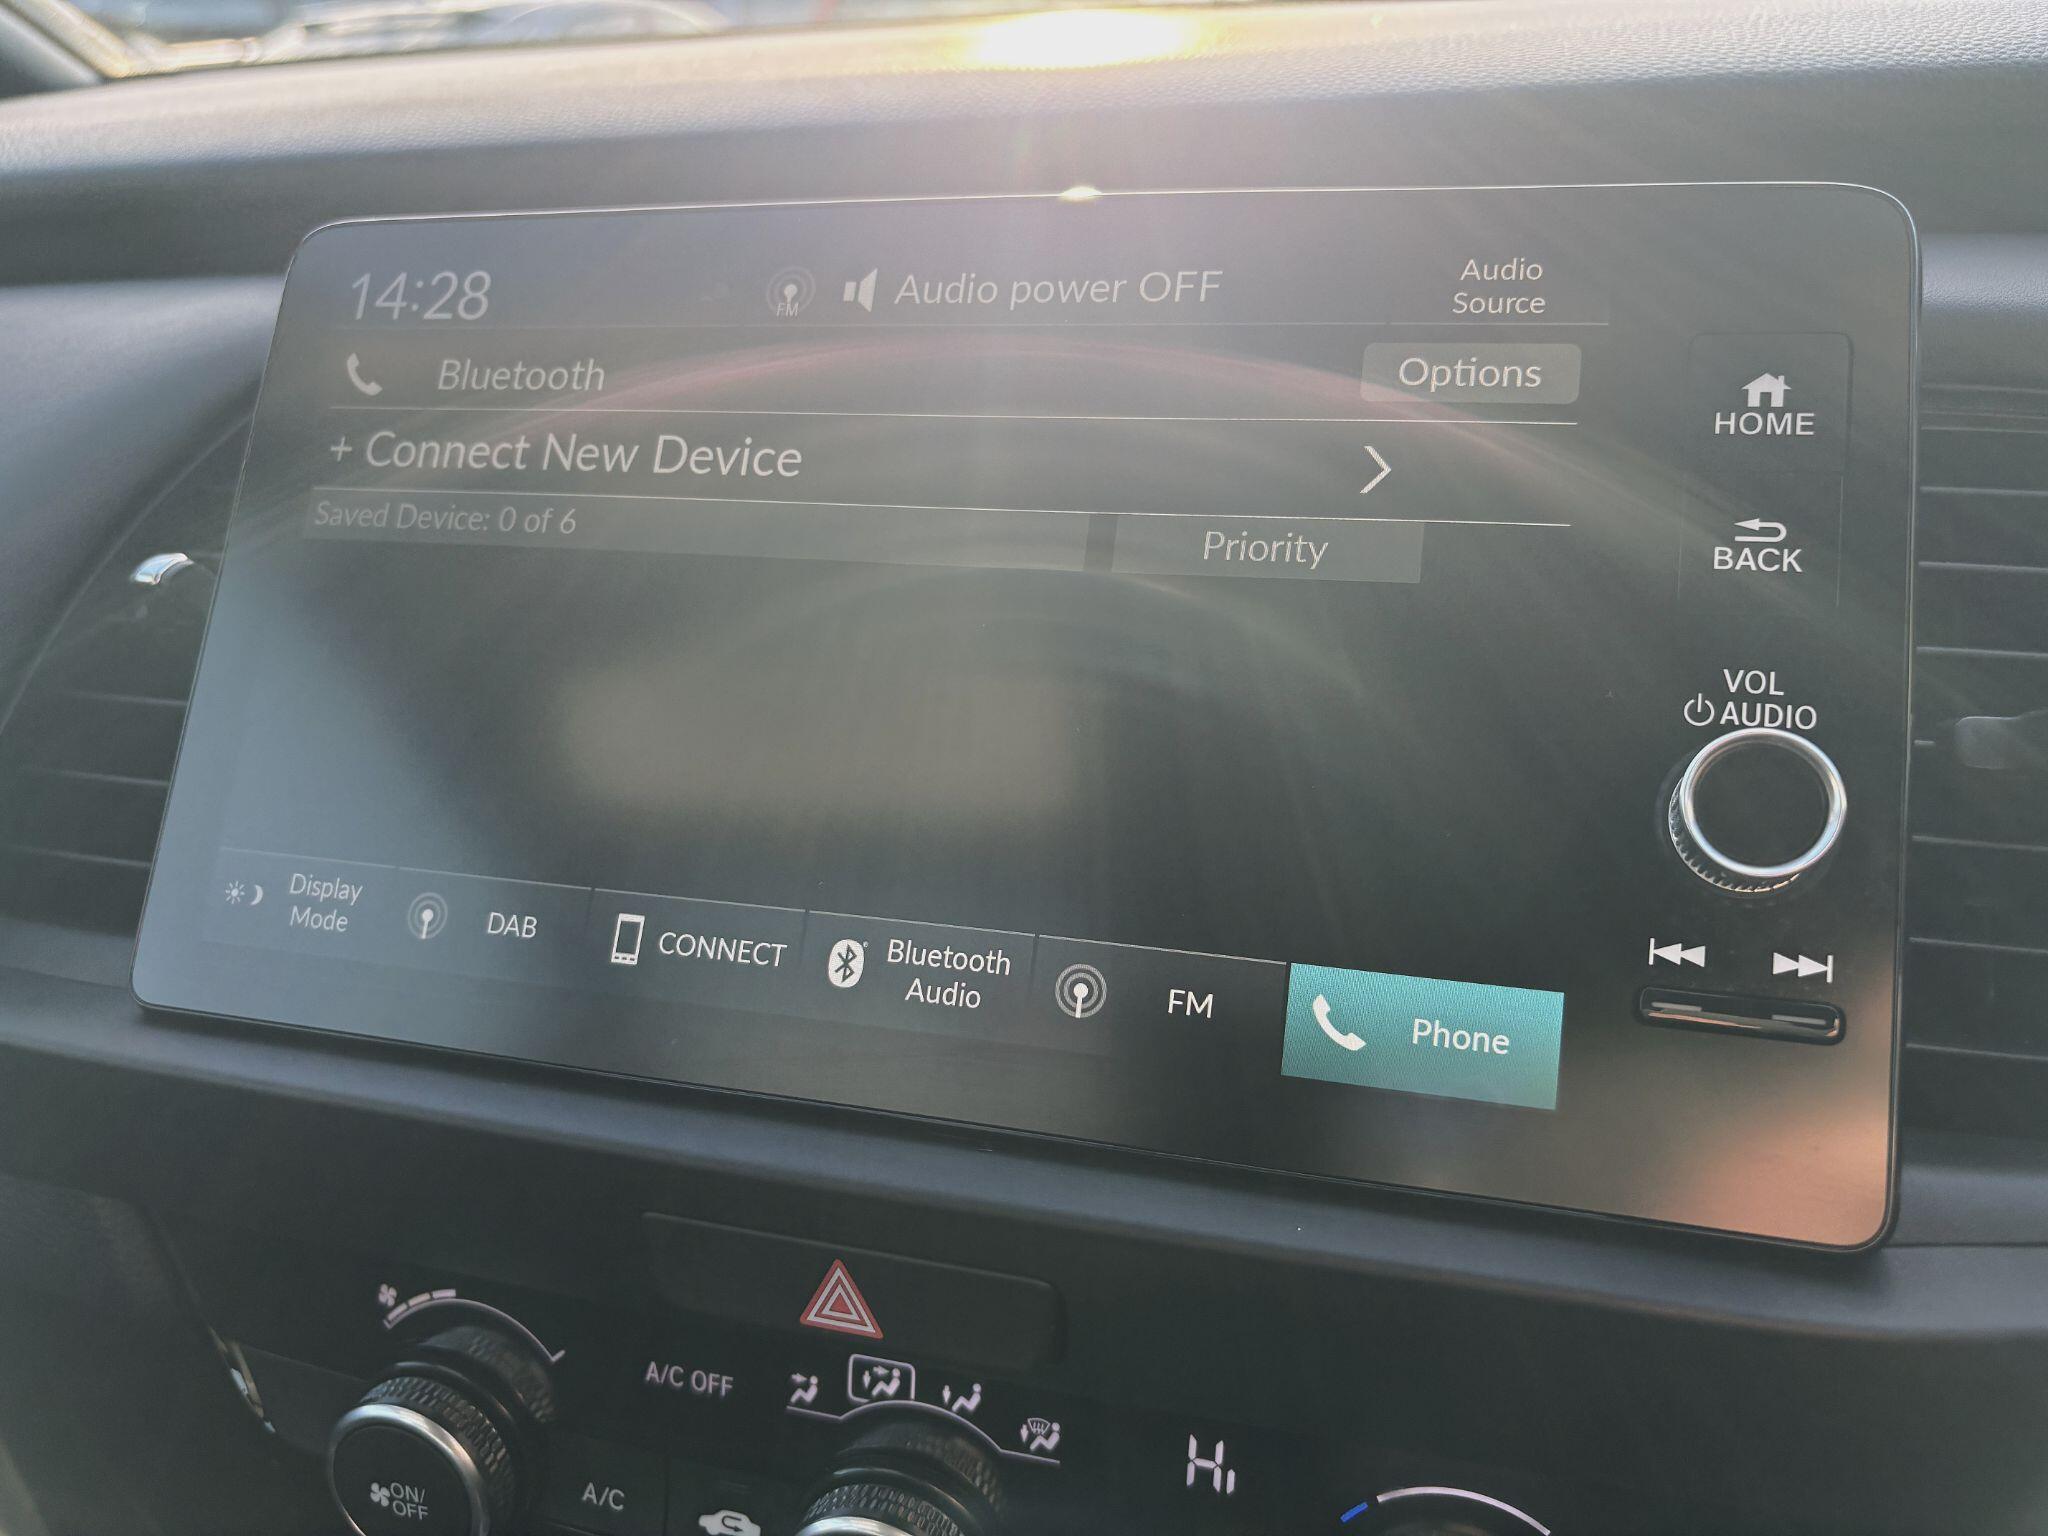 14:28
FM
Audio power OFF
Audio
Source
Bluetooth
Options
+ Connect New Device
Saved Device: 0 of 6
Priority
HOME
BACK
VOL
AUDIO
Display
Mode
DAB
CONNECT
Bluetooth
Audio
FM
Phone
A/C OFF
ON/
OFF
A/C
HI